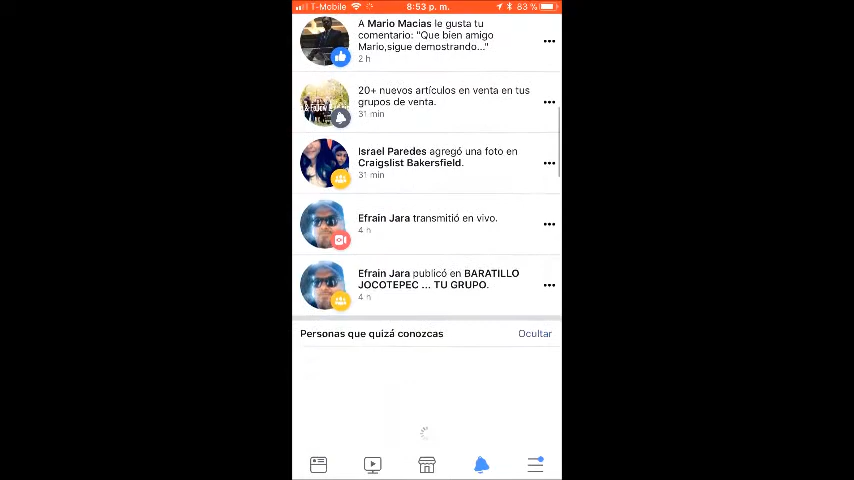 T-Mobile 8:53 p. m. 83 %
A Mario Macias le gusta tu
comentario: "Que bien amigo
Mario,sigue demostrando..."
2 h
20+ nuevos artículos en venta en tus
grupos de venta.
31 min
Israel Paredes agregó una foto en
Craigslist Bakersfield.
31 min
Efrain Jara transmitió en vivo.
4 h
Efrain Jara publicó en BARATILLO
JOCOTEPEC ... TU GRUPO.
4 h
Personas que quizá conozcas Ocultar